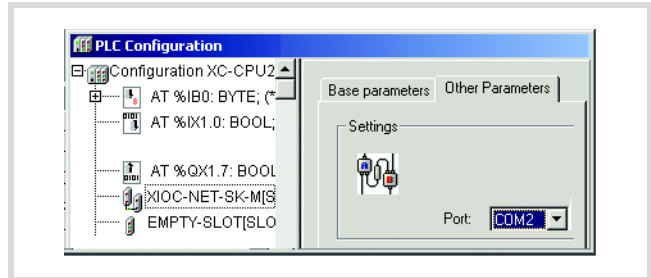 PLC Configuration
Configuration XC-CPU2
AT %IB0: BYTE; (*
AT %IX1.0: BOOL;
AT %QX1.7: BOOL
XIOC-NET-SK-M[S
EMPTY-SLOT[SLO
Base parameters Other Parameters
Settings
Port: COM2